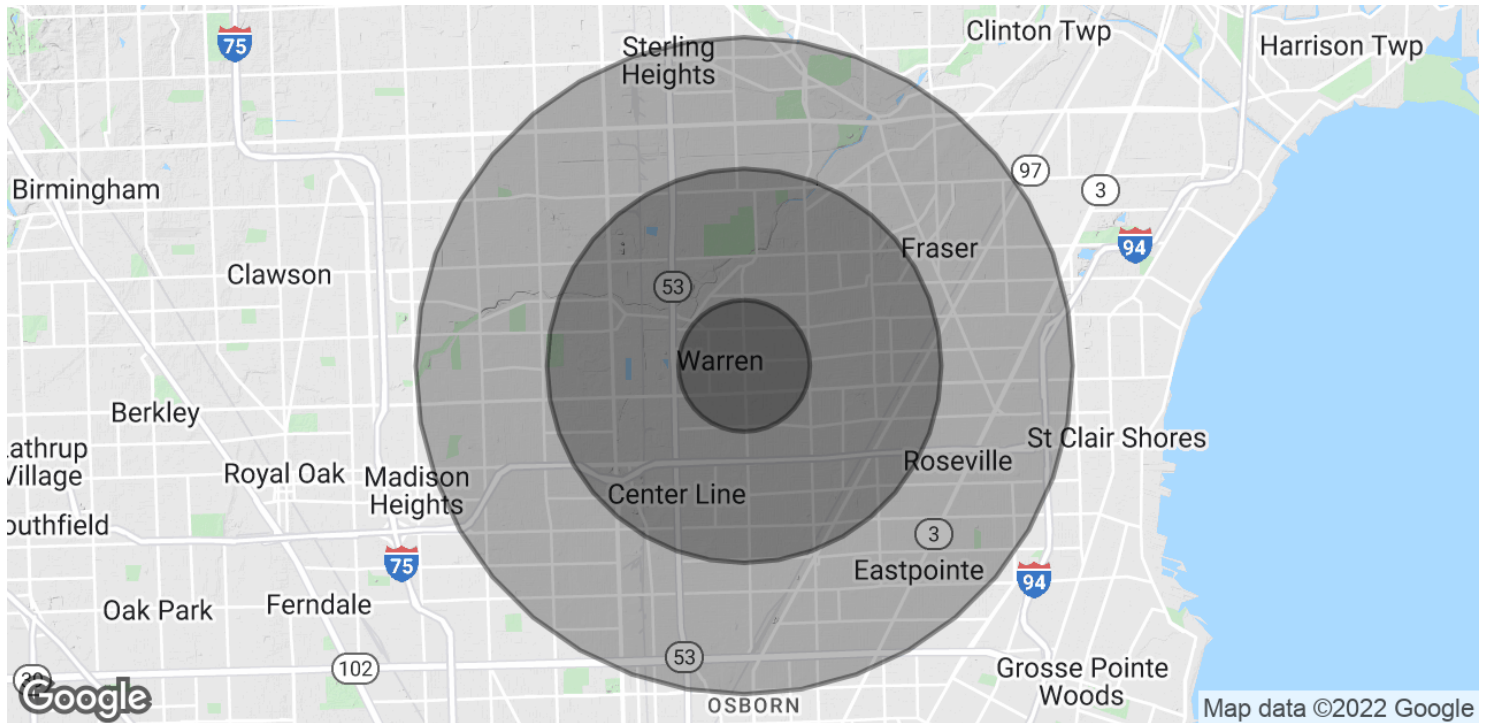 Clinton Twp
75
Sterling
Heights
Harrison Twp
97
3
Birmingham
94
Fraser
Clawson
53
Warren
Berkley
St Clair Shores
athrup
Village
Royal Oak
Madison
Heights
Roseville
Center Line
outhfield
3
75
Eastpointe
94
Oak Park
Ferndale
53
102
Grosse Pointe
Woods
Google
OSBORN
Map data ©2022 Google